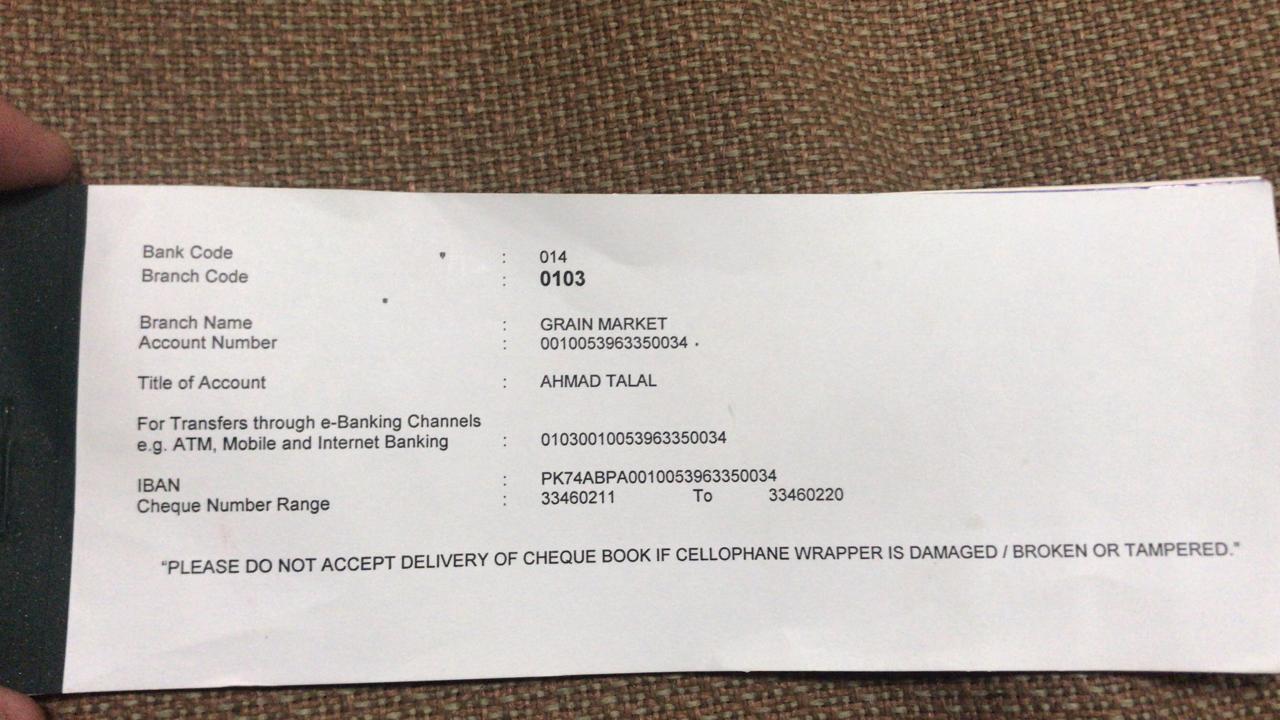 Bank Code : 014
Branch Code : 0103
Branch Name : GRAIN MARKET
Account Number : 0010053963350034
Title of Account : AHMAD TALAL
For Transfers through e-Banking Channels
e.g. ATM, Mobile and Internet Banking : 01030010053963350034
IBAN : PK74ABPA0010053963350034
Cheque Number Range : 33460211 To 33460220
"PLEASE DO NOT ACCEPT DELIVERY OF CHEQUE BOOK IF CELLOPHANE WRAPPER IS DAMAGED / BROKEN OR TAMPERED."